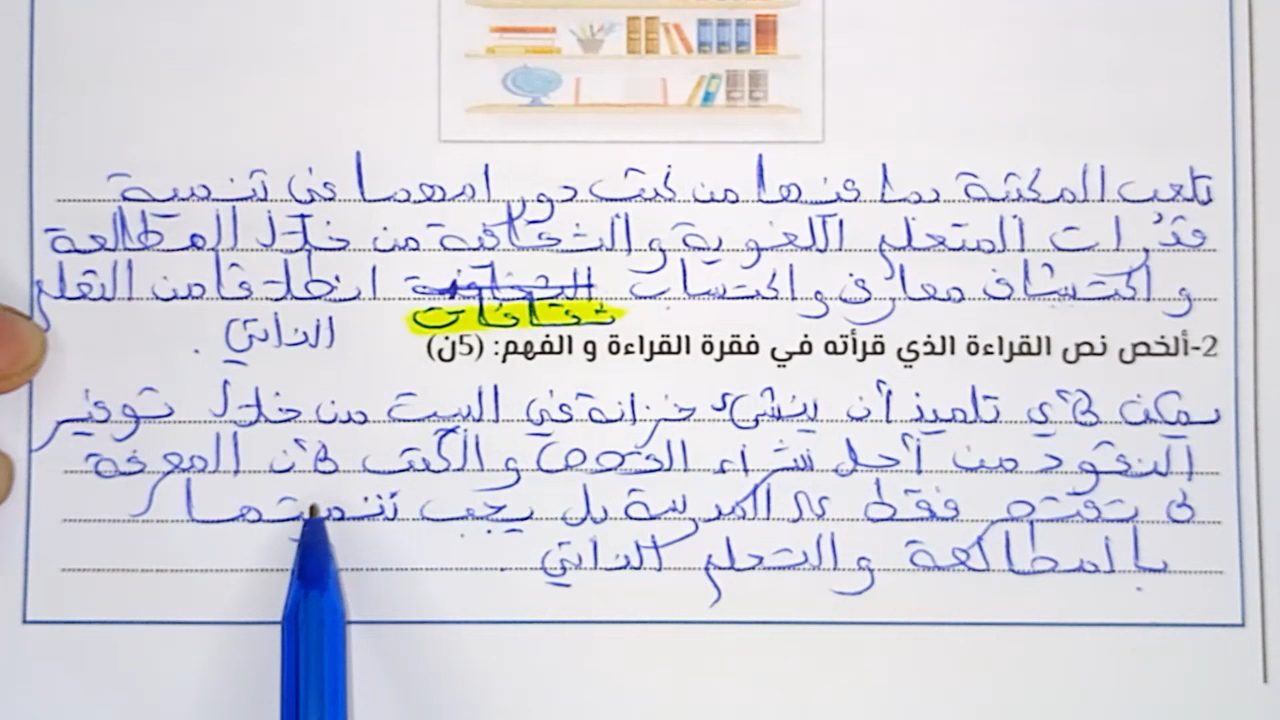 تلعب المكتبة بما فيها من كتب دورا مهما في تنمية
قدرات المتعلم اللغوية والثقافية من خلال المطالعة
واكتشاف معارف واكتساب الثقافية انطلاقا من التعلم
ثقافات
الذاتي .
2-ألخص نص القراءة الذي قرأته في فقرة القراءة و الفهم: (5ن)
يمكن لأي تلميذ أن ينشئ خزانة في البيت من خلال توفير
النقود من أجل شراء القصص والكتب لأن المعرفة
لا تقتصر فقط على المدرسة بل يجب تنميتها
بالمطالعة والتعلم الذاتي .